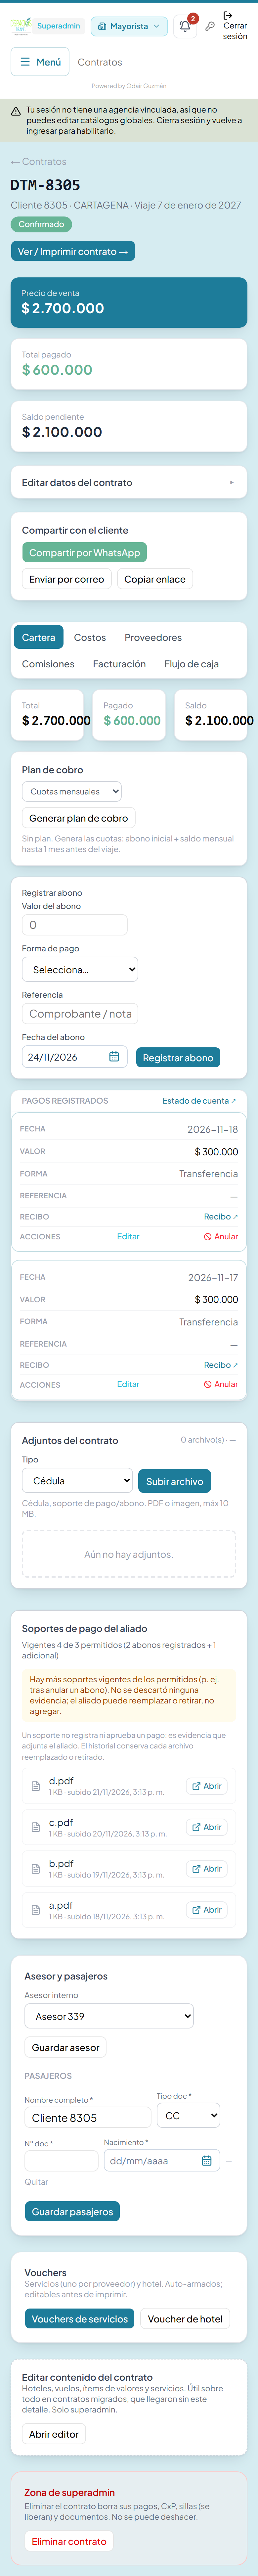 Superadmin
Mayorista
2
Cerrar
sesión
Menú
Contratos
Powered by Odair Guzmán
Tu sesión no tiene una agencia vinculada, así que no
puedes editar catálogos globales. Cierra sesión y vuelve a
ingresar para habilitarlo.
← Contratos
DTM-8305
Cliente 8305 · CARTAGENA · Viaje 7 de enero de 2027
Confirmado
Ver / Imprimir contrato →
Precio de venta
$ 2.700.000
Total pagado
$ 600.000
Saldo pendiente
$ 2.100.000
Editar datos del contrato ▸
Compartir con el cliente
Compartir por WhatsApp
Enviar por correo Copiar enlace
Cartera Costos Proveedores
Comisiones Facturación Flujo de caja
Total Pagado Saldo
$ 2.700.000 $ 600.000 $ 2.100.000
Plan de cobro
Cuotas mensuales
Generar plan de cobro
Sin plan. Genera las cuotas: abono inicial + saldo mensual
hasta 1 mes antes del viaje.
Registrar abono
Valor del abono
0
Forma de pago
Selecciona…
Referencia
Comprobante / nota
Fecha del abono
24/11/2026 Registrar abono
PAGOS REGISTRADOS Estado de cuenta ↗
FECHA 2026-11-18
VALOR $ 300.000
FORMA Transferencia
REFERENCIA —
RECIBO Recibo ↗
ACCIONES Editar Anular
FECHA 2026-11-17
VALOR $ 300.000
FORMA Transferencia
REFERENCIA —
RECIBO Recibo ↗
ACCIONES Editar Anular
Adjuntos del contrato 0 archivo(s) · —
Tipo
Cédula Subir archivo
Cédula, soporte de pago/abono. PDF o imagen, máx 10
MB.
Aún no hay adjuntos.
Soportes de pago del aliado
Vigentes 4 de 3 permitidos (2 abonos registrados + 1
adicional)
Hay más soportes vigentes de los permitidos (p. ej.
tras anular un abono). No se descartó ninguna
evidencia; el aliado puede reemplazar o retirar, no
agregar.
Un soporte no registra ni aprueba un pago: es evidencia que
adjunta el aliado. El historial conserva cada archivo
reemplazado o retirado.
d.pdf
1 KB · subido 21/11/2026, 3:13 p. m.
Abrir
c.pdf
1 KB · subido 20/11/2026, 3:13 p. m.
Abrir
b.pdf
1 KB · subido 19/11/2026, 3:13 p. m.
Abrir
a.pdf
1 KB · subido 18/11/2026, 3:13 p. m.
Abrir
Asesor y pasajeros
Asesor interno
Asesor 339
Guardar asesor
PASAJEROS
Nombre completo * Tipo doc *
Cliente 8305 CC
N° doc * Nacimiento *
dd/mm/aaaa —
Quitar
Guardar pasajeros
Vouchers
Servicios (uno por proveedor) y hotel. Auto-armados;
editables antes de imprimir.
Vouchers de servicios Voucher de hotel
Editar contenido del contrato
Hoteles, vuelos, ítems de valores y servicios. Útil sobre
todo en contratos migrados, que llegaron sin este
detalle. Solo superadmin.
Abrir editor
Zona de superadmin
Eliminar el contrato borra sus pagos, CxP, sillas (se
liberan) y documentos. No se puede deshacer.
Eliminar contrato